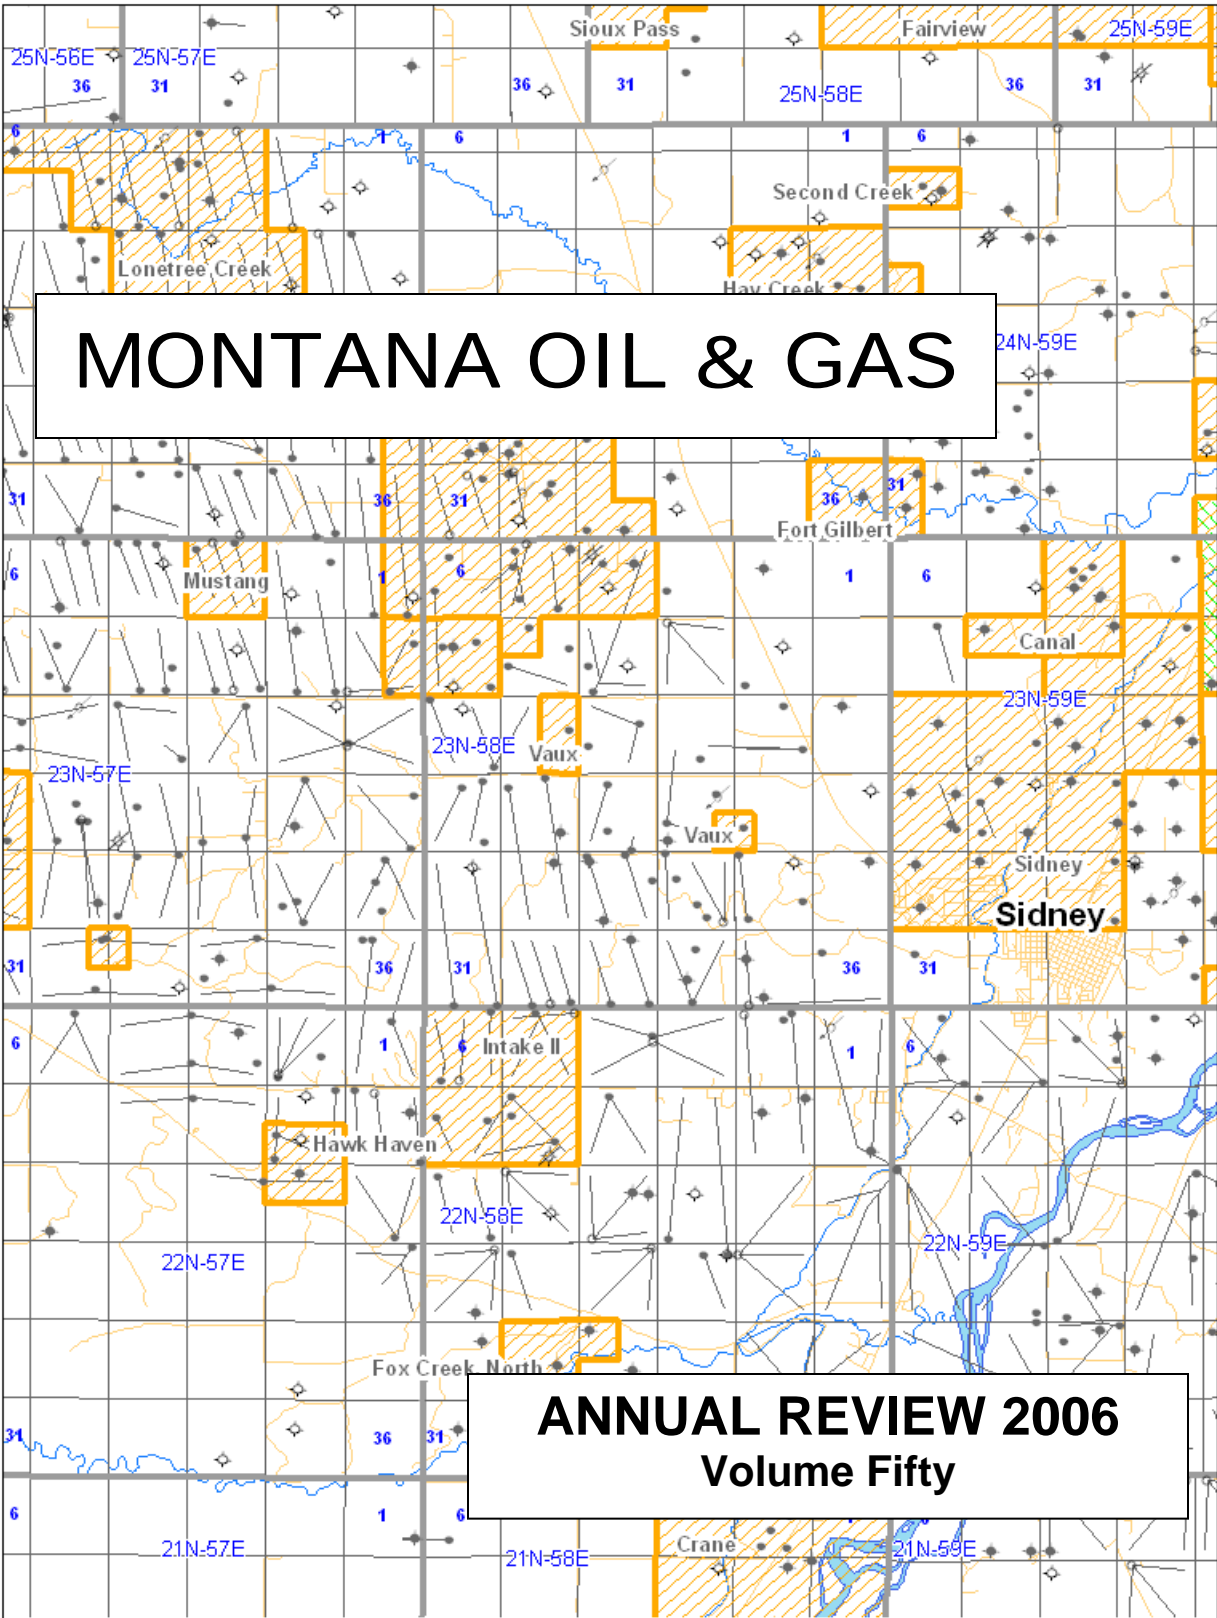 Sioux Pass
Fairview
25N-59E
25N-56E
25N-57E
36
31
36
31
25N-58E
36
31
6
1
6
1
6
Second Creek
Lonetree Creek
Hay Creek
MONTANA OIL & GAS
24N-59E
31
36
31
36
31
Fort Gilbert
6
Mustang
1
6
1
6
Canal
23N-59E
23N-58E
Vaux
23N-57E
Vaux
Sidney
Sidney
31
36
31
36
31
6
1
6
Intake II
1
6
Hawk Haven
22N-58E
22N-57E
22N-59E
Fox Creek, North
ANNUAL REVIEW 2006
Volume Fifty
31
36
31
6
1
6
21N-57E
21N-58E
Crane
21N-59E